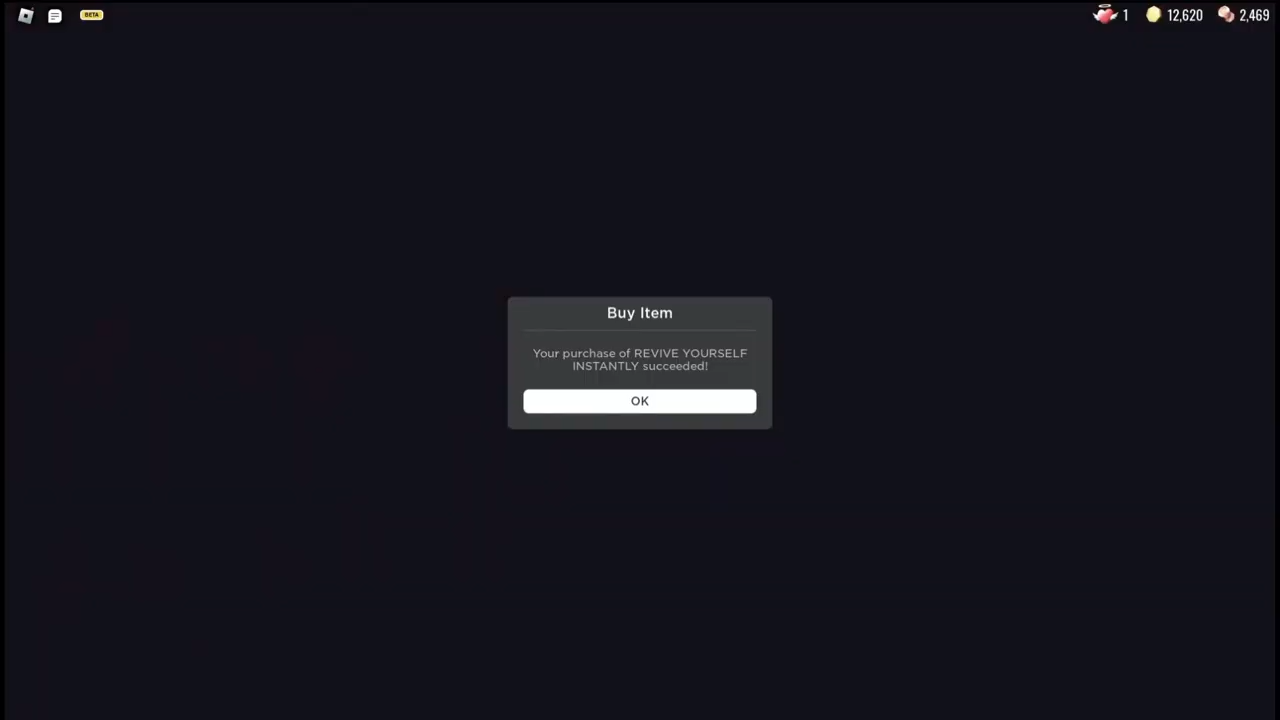 BETA
1 12,620 2,469
Buy Item
Your purchase of REVIVE YOURSELF
INSTANTLY succeeded!
OK